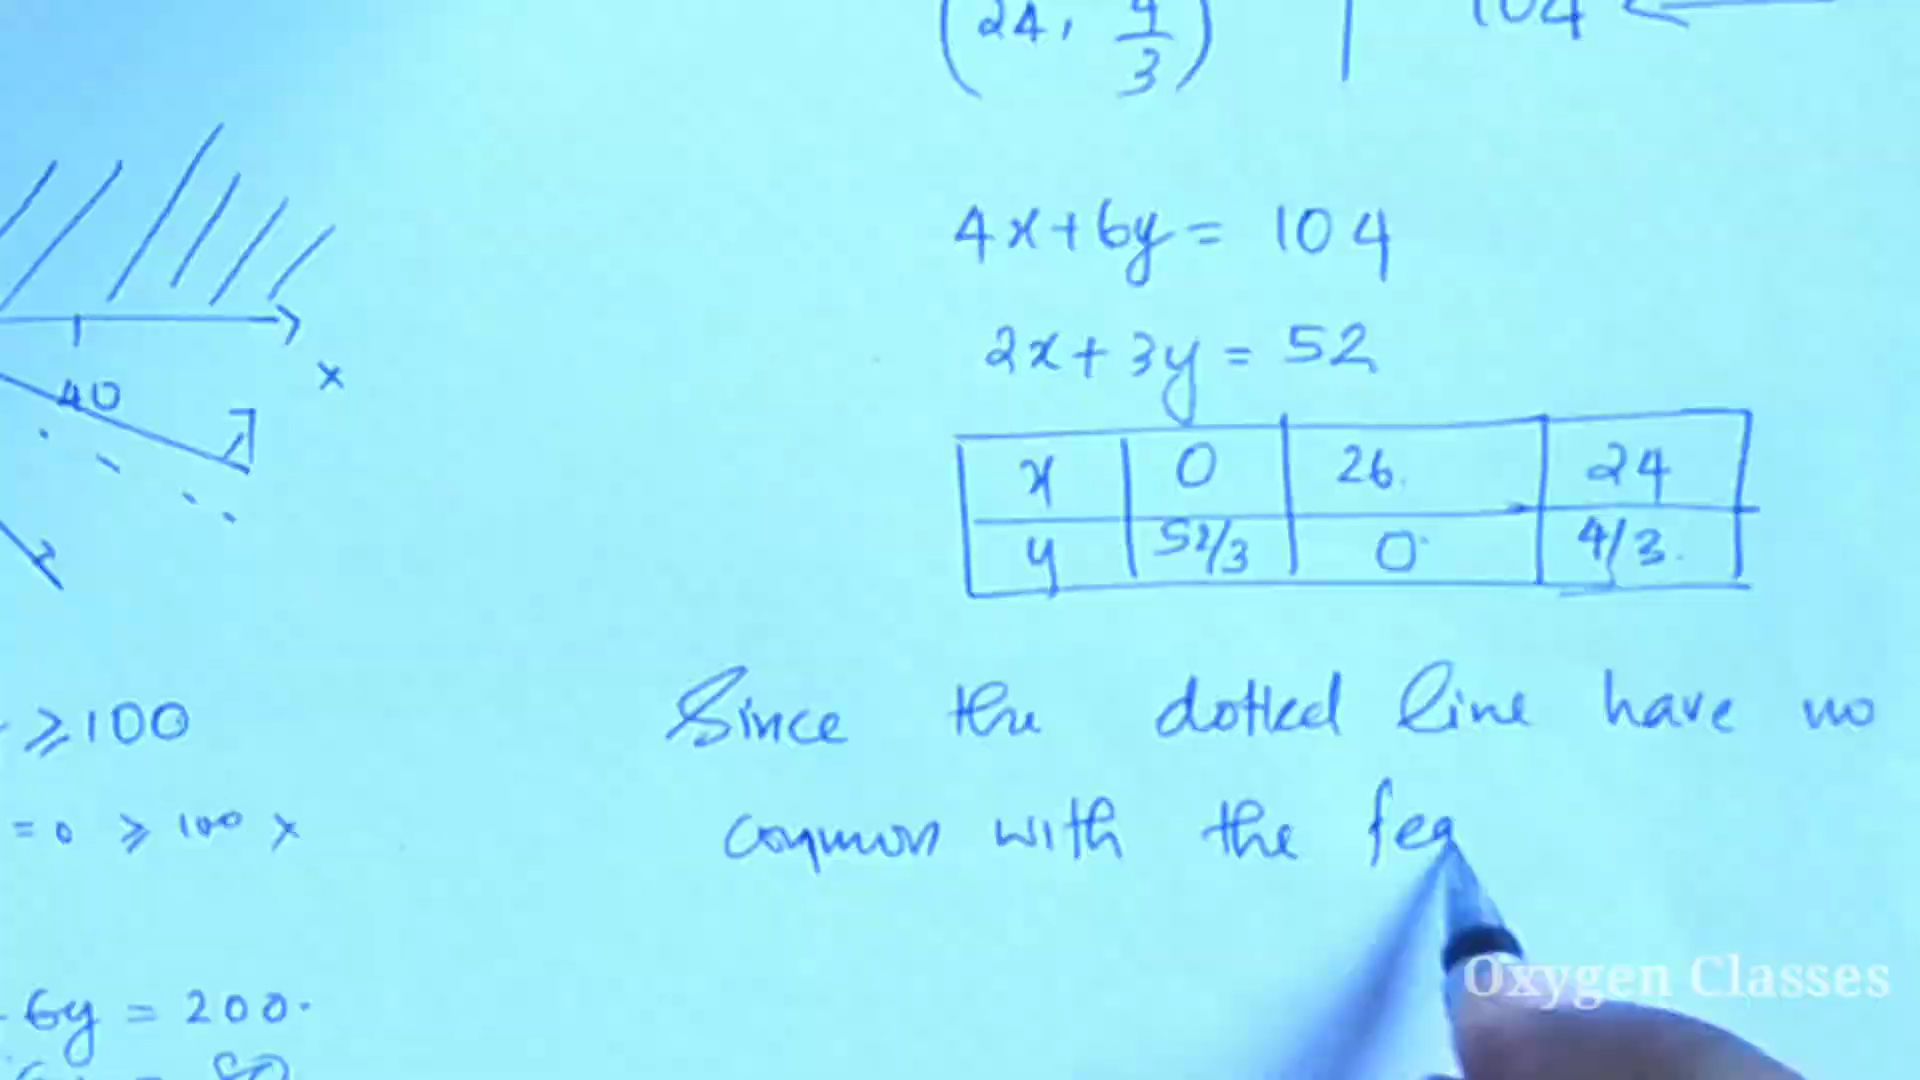 (24, 4/3) 104
4x+6y= 104
2x+3y = 52
x 0 26. 24
y 52/3 0 4/3.
40
x
Since the dotted line have no
common with the fea
≥100
=0 ≥ 100 x
6y = 200.
Oxygen Classes